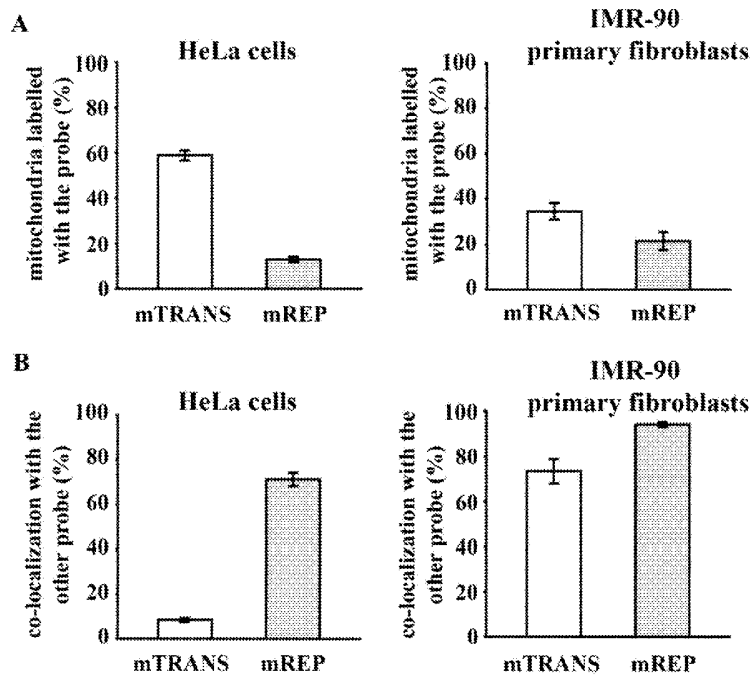 A
HeLa cells
mitochondria labelled
with the probe (%)
100
80
60
40
20
0
mTRANS
mREP
IMR-90
primary fibroblasts
mitochondria labelled
with the probe (%)
100
80
60
40
20
0
mTRANS
mREP
B
HeLa cells
co-localization with the
other probe (%)
100
80
60
40
20
0
mTRANS
mREP
IMR-90
primary fibroblasts
co-localization with the
other probe (%)
100
80
60
40
20
0
mTRANS
mREP